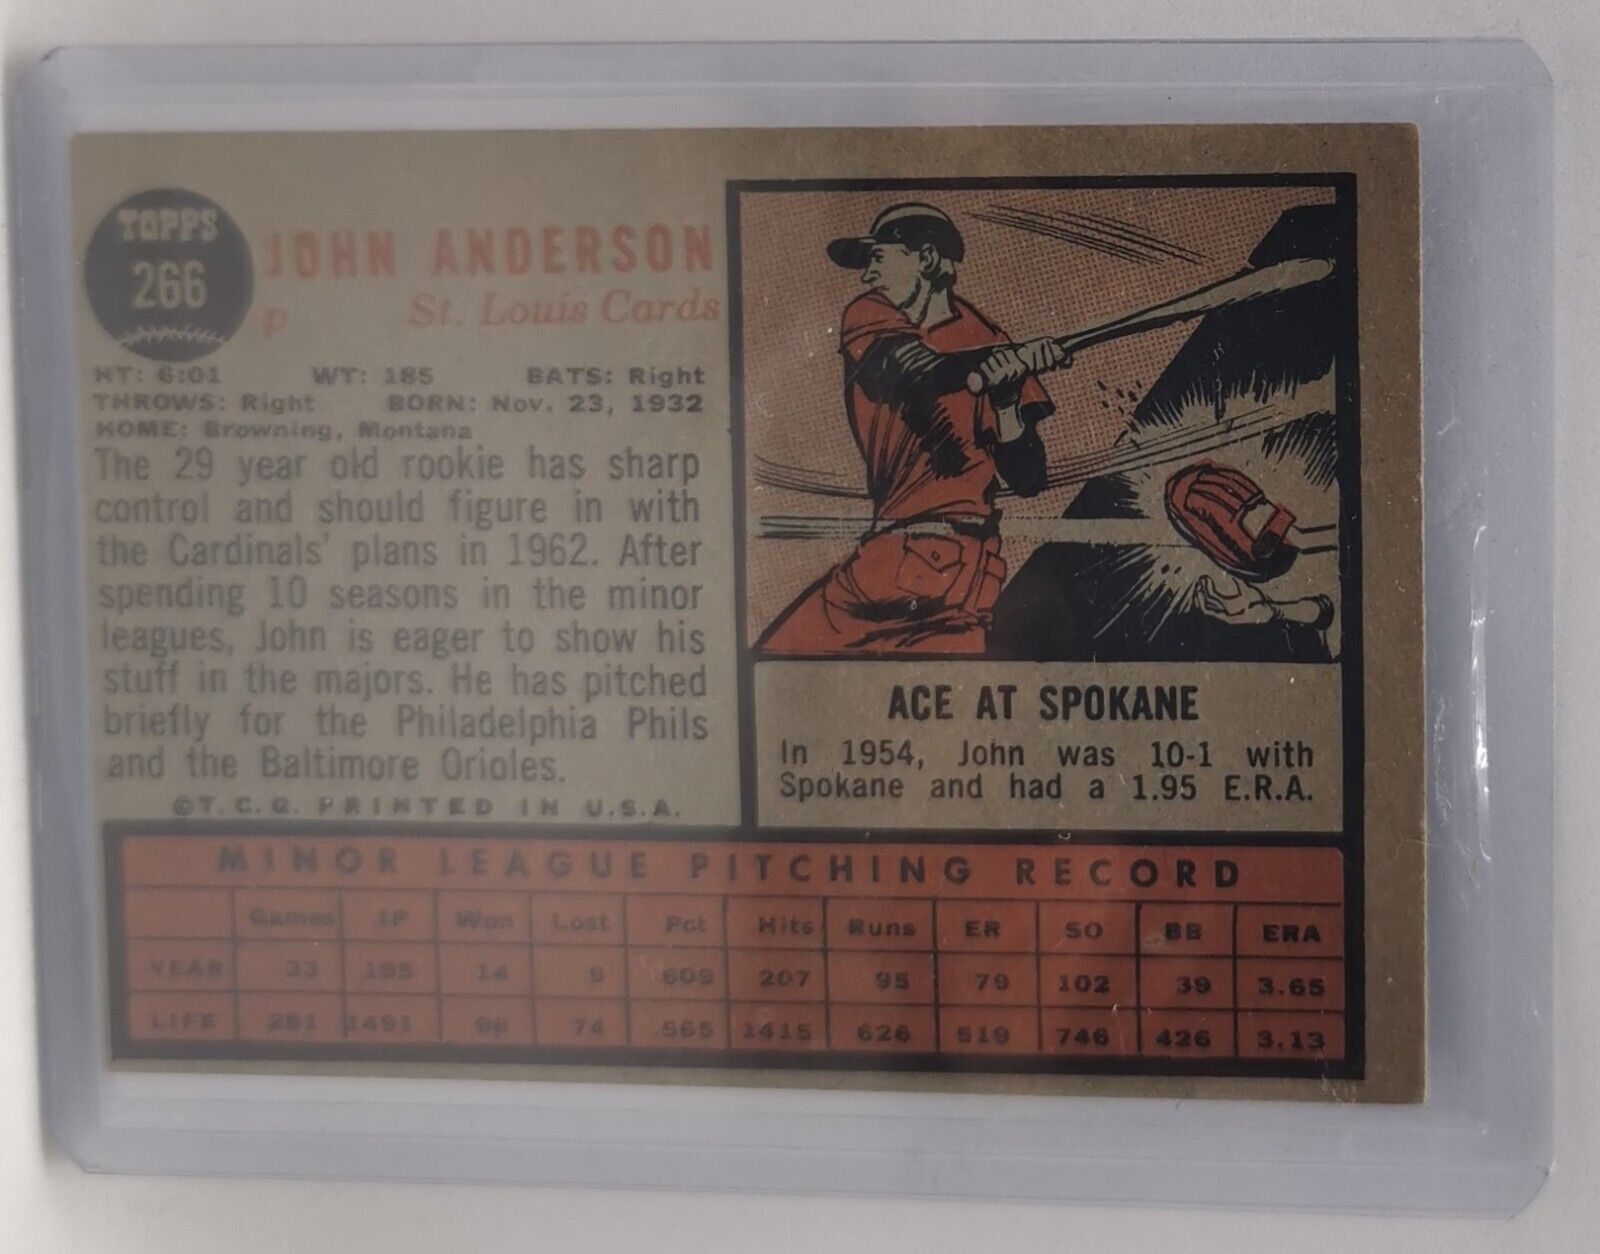 TOPPS
266
JOHN ANDERSON
p St. Louis Cards
HT: 6:01 WT: 185 BATS: Right
THROWS: Right BORN: Nov. 23, 1932
HOME: Browning, Montana
The 29 year old rookie has sharp
control and should figure in with
the Cardinals' plans in 1962. After
spending 10 seasons in the minor
leagues, John is eager to show his
stuff in the majors. He has pitched
briefly for the Philadelphia Phils
and the Baltimore Orioles.
©T.C.G. PRINTED IN U.S.A.
ACE AT SPOKANE
In 1954, John was 10-1 with
Spokane and had a 1.95 E.R.A.
MINOR LEAGUE PITCHING RECORD
Games IP Won Lost Pct Hits Runs ER SO BB ERA
YEAR 33 195 14 9 .609 207 95 79 102 39 3.65
LIFE 281 1491 96 74 .565 1415 626 519 746 426 3.13